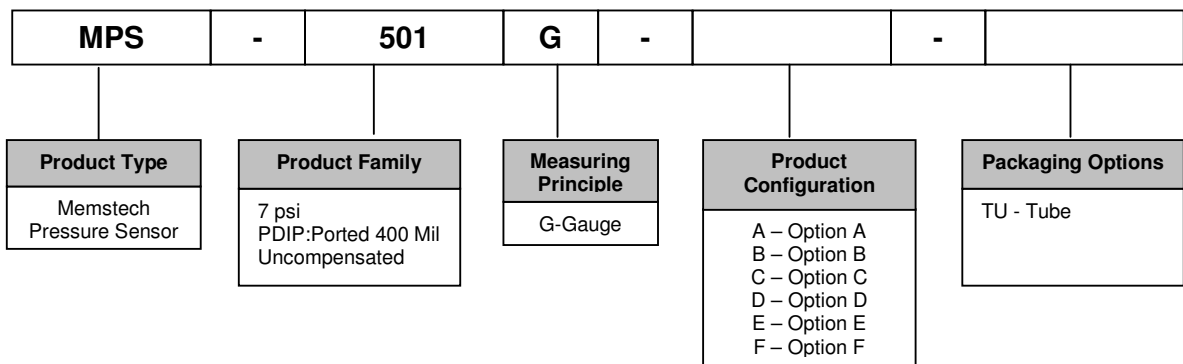 MPS - 501 G - -
Product Type
Memstech
Pressure Sensor
Product Family
7 psi
PDIP:Ported 400 Mil
Uncompensated
Measuring
Principle
G-Gauge
Product
Configuration
A – Option A
B – Option B
C – Option C
D – Option D
E – Option E
F – Option F
Packaging Options
TU - Tube